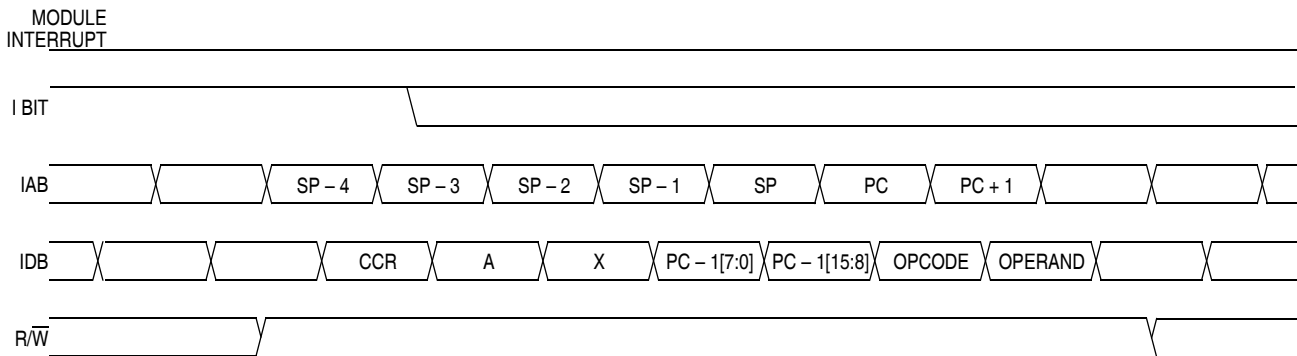 MODULE
INTERRUPT
I BIT
IAB SP – 4 SP – 3 SP – 2 SP – 1 SP PC PC + 1
IDB CCR A X PC – 1[7:0] PC – 1[15:8] OPCODE OPERAND
R/W̅